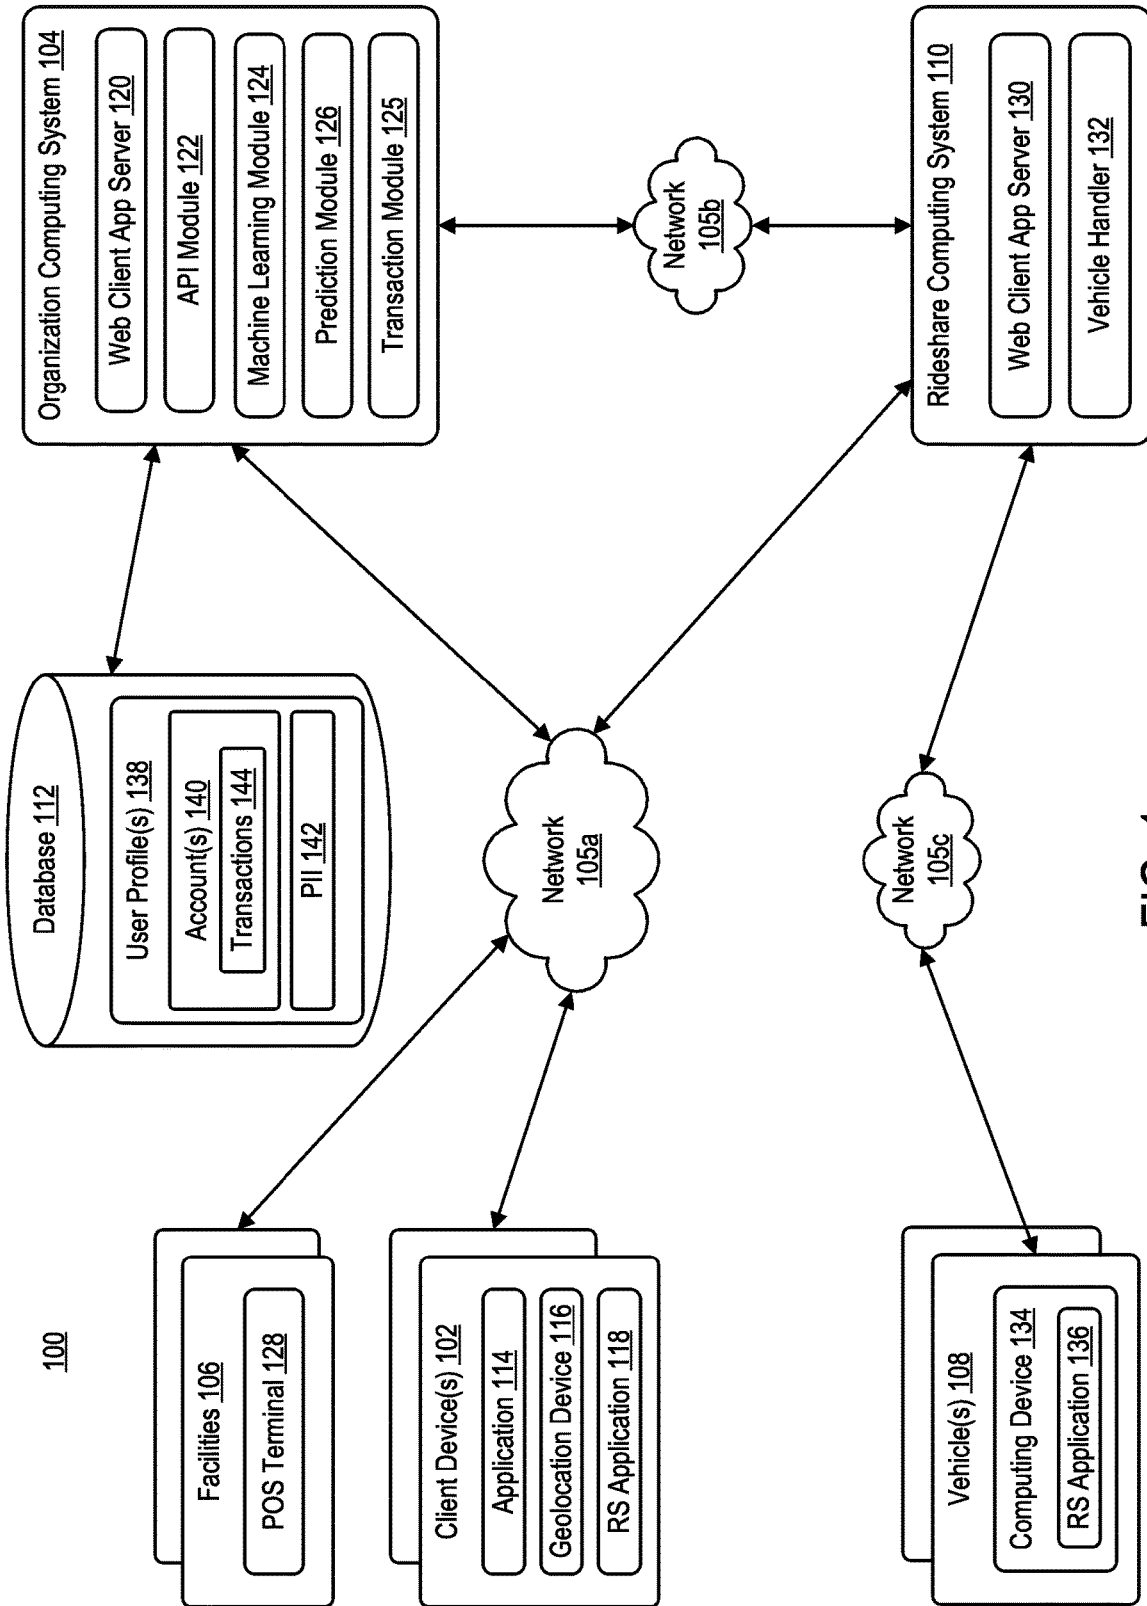 100
Facilities 106
POS Terminal 128
Client Device(s) 102
Application 114
Geolocation Device 116
RS Application 118
Vehicle(s) 108
Computing Device 134
RS Application 136
Database 112
User Profile(s) 138
Account(s) 140
Transactions 144
PII 142
Network
105a
Network
105c
Organization Computing System 104
Web Client App Server 120
API Module 122
Machine Learning Module 124
Prediction Module 126
Transaction Module 125
Network
105b
Rideshare Computing System 110
Web Client App Server 130
Vehicle Handler 132